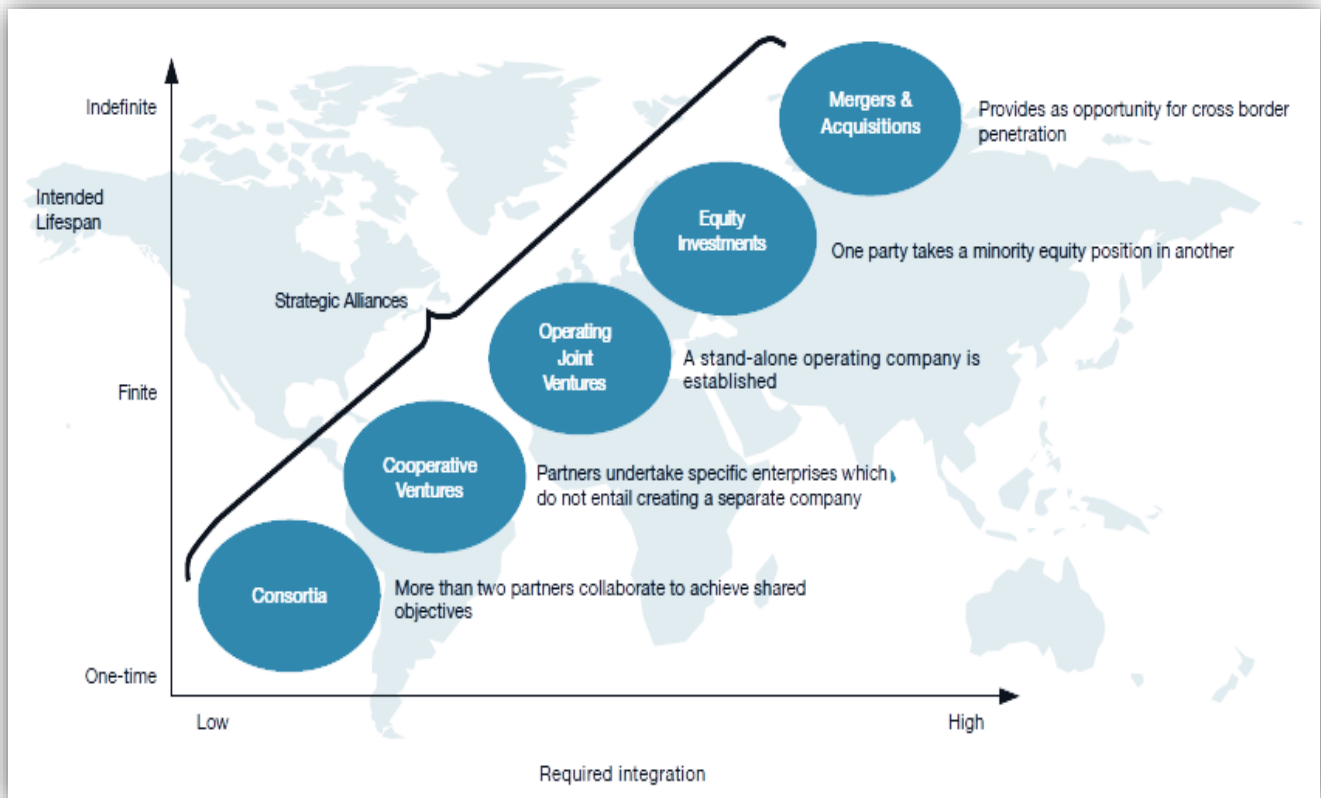 Indefinite
Mergers &
Acquisitions
Provides as opportunity for cross border
penetration
Intended
Lifespan
Equity
Investments
One party takes a minority equity position in another
Strategic Alliances
Operating
Joint
Ventures
A stand-alone operating company is
established
Finite
Cooperative
Ventures
Partners undertake specific enterprises which
do not entail creating a separate company
Consortia
More than two partners collaborate to achieve shared
objectives
One-time
Low
High
Required integration